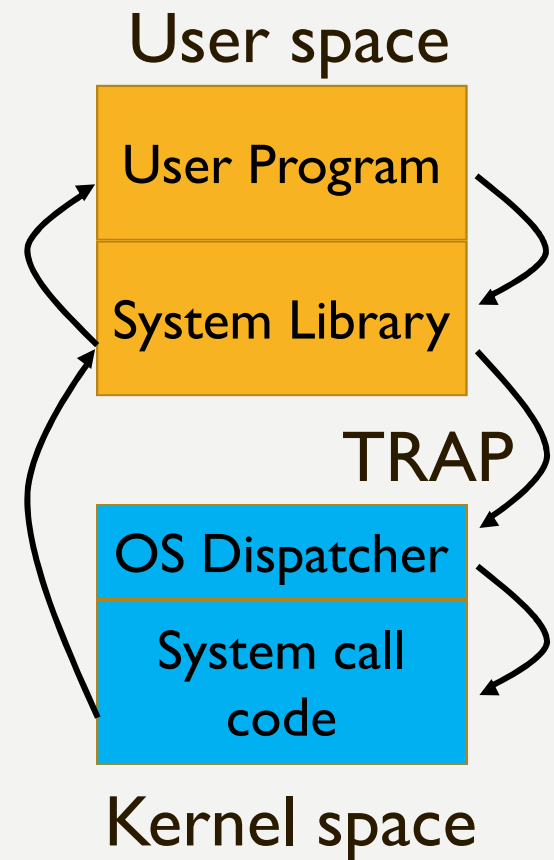 User space
User Program
System Library
TRAP
OS Dispatcher
System call
code
Kernel space